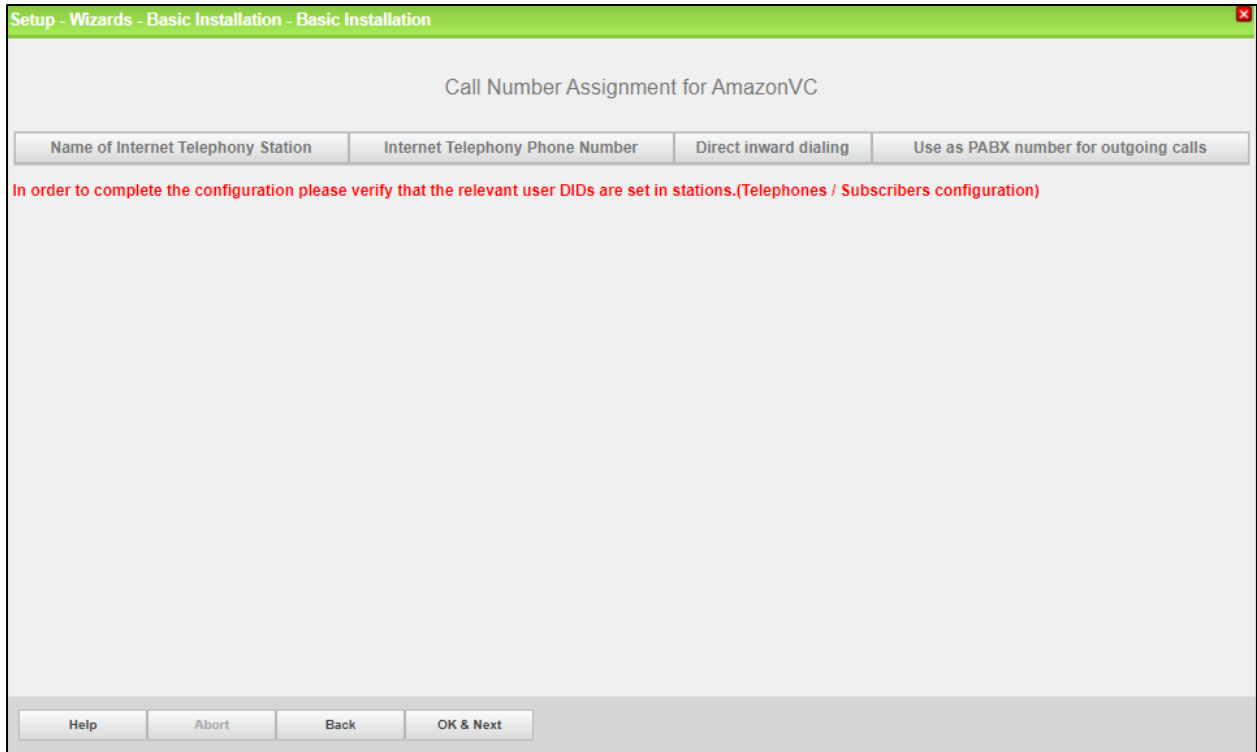 Setup - Wizards - Basic Installation - Basic Installation
Call Number Assignment for AmazonVC
Name of Internet Telephony Station Internet Telephony Phone Number Direct inward dialing Use as PABX number for outgoing calls
In order to complete the configuration please verify that the relevant user DIDs are set in stations.(Telephones / Subscribers configuration)
Help Abort Back OK & Next